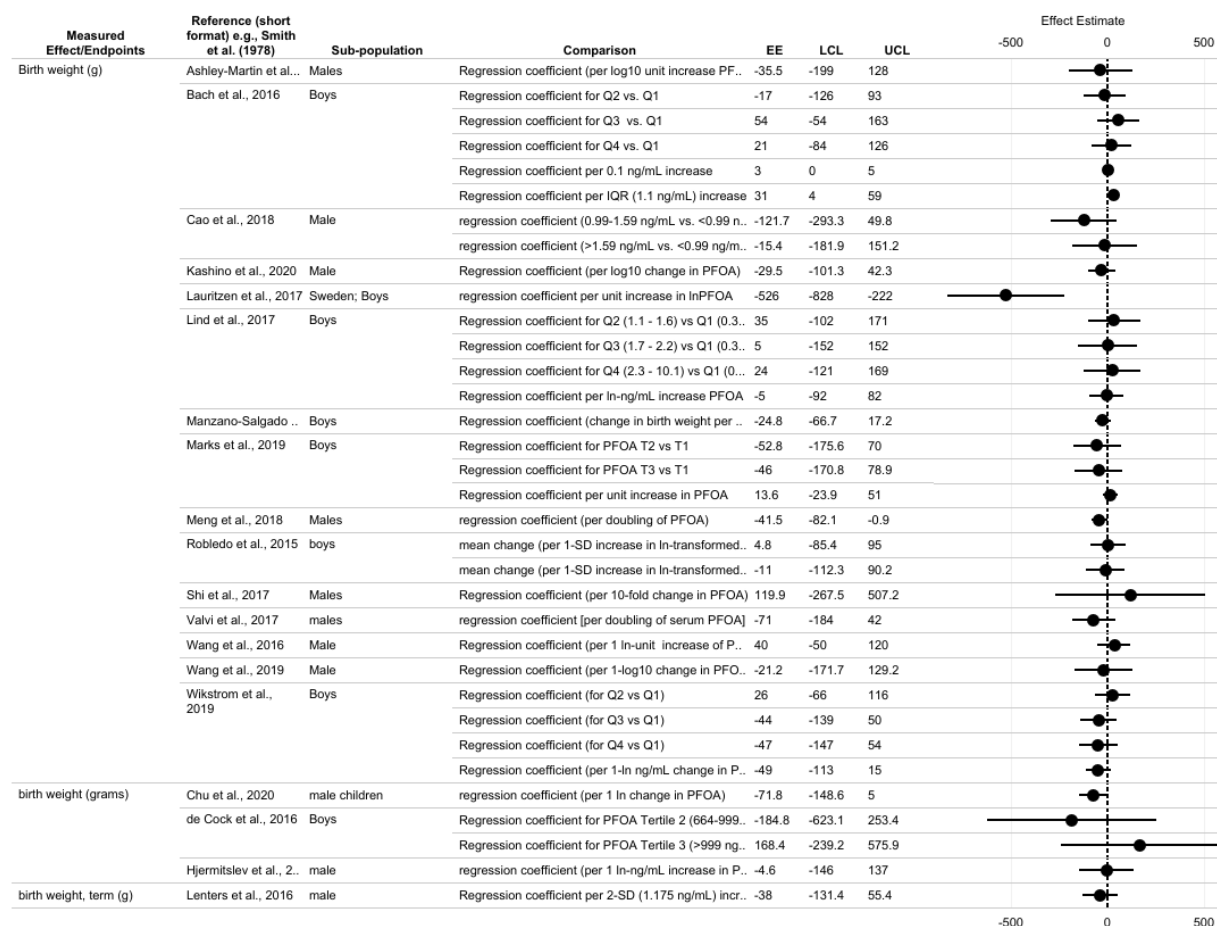 Effect Estimate
Measured Effect/Endpoints Reference (short format) e.g., Smith et al. (1978) Sub-population Comparison EE LCL UCL -500 0 500
Birth weight (g) Ashley-Martin et al... Males Regression coefficient (per log10 unit increase PF.. -35.5 -199 128
Bach et al., 2016 Boys Regression coefficient for Q2 vs. Q1 -17 -126 93
Regression coefficient for Q3 vs. Q1 54 -54 163
Regression coefficient for Q4 vs. Q1 21 -84 126
Regression coefficient per 0.1 ng/mL increase 3 0 5
Regression coefficient per IQR (1.1 ng/mL) increase 31 4 59
Cao et al., 2018 Male regression coefficient (0.99-1.59 ng/mL vs. <0.99 n.. -121.7 -293.3 49.8
regression coefficient (>1.59 ng/mL vs. <0.99 ng/m.. -15.4 -181.9 151.2
Kashino et al., 2020 Male Regression coefficient (per log10 change in PFOA) -29.5 -101.3 42.3
Lauritzen et al., 2017 Sweden; Boys regression coefficient per unit increase in lnPFOA -526 -828 -222
Lind et al., 2017 Boys Regression coefficient for Q2 (1.1 - 1.6) vs Q1 (0.3.. 35 -102 171
Regression coefficient for Q3 (1.7 - 2.2) vs Q1 (0.3.. 5 -152 152
Regression coefficient for Q4 (2.3 - 10.1) vs Q1 (0... 24 -121 169
Regression coefficient per ln-ng/mL increase PFOA -5 -92 82
Manzano-Salgado .. Boys Regression coefficient (change in birth weight per .. -24.8 -66.7 17.2
Marks et al., 2019 Boys Regression coefficient for PFOA T2 vs T1 -52.8 -175.6 70
Regression coefficient for PFOA T3 vs T1 -46 -170.8 78.9
Regression coefficient per unit increase in PFOA 13.6 -23.9 51
Meng et al., 2018 Males regression coefficient (per doubling of PFOA) -41.5 -82.1 -0.9
Robledo et al., 2015 boys mean change (per 1-SD increase in ln-transformed.. 4.8 -85.4 95
mean change (per 1-SD increase in ln-transformed.. -11 -112.3 90.2
Shi et al., 2017 Males Regression coefficient (per 10-fold change in PFOA) 119.9 -267.5 507.2
Valvi et al., 2017 males regression coefficient [per doubling of serum PFOA] -71 -184 42
Wang et al., 2016 Male Regression coefficient (per 1 ln-unit increase of P.. 40 -50 120
Wang et al., 2019 Male Regression coefficient (per 1-log10 change in PFO.. -21.2 -171.7 129.2
Wikstrom et al., 2019 Boys Regression coefficient (for Q2 vs Q1) 26 -66 116
Regression coefficient (for Q3 vs Q1) -44 -139 50
Regression coefficient (for Q4 vs Q1) -47 -147 54
Regression coefficient (per 1-ln ng/mL change in P.. -49 -113 15
birth weight (grams) Chu et al., 2020 male children regression coefficient (per 1 ln change in PFOA) -71.8 -148.6 5
de Cock et al., 2016 Boys Regression coefficient for PFOA Tertile 2 (664-999.. -184.8 -623.1 253.4
Regression coefficient for PFOA Tertile 3 (>999 ng.. 168.4 -239.2 575.9
Hjermitslev et al., 2.. male regression coefficient (per 1 ln-ng/mL increase in P.. -4.6 -146 137
birth weight, term (g) Lenters et al., 2016 male Regression coefficient per 2-SD (1.175 ng/mL) incr.. -38 -131.4 55.4
-500 0 500